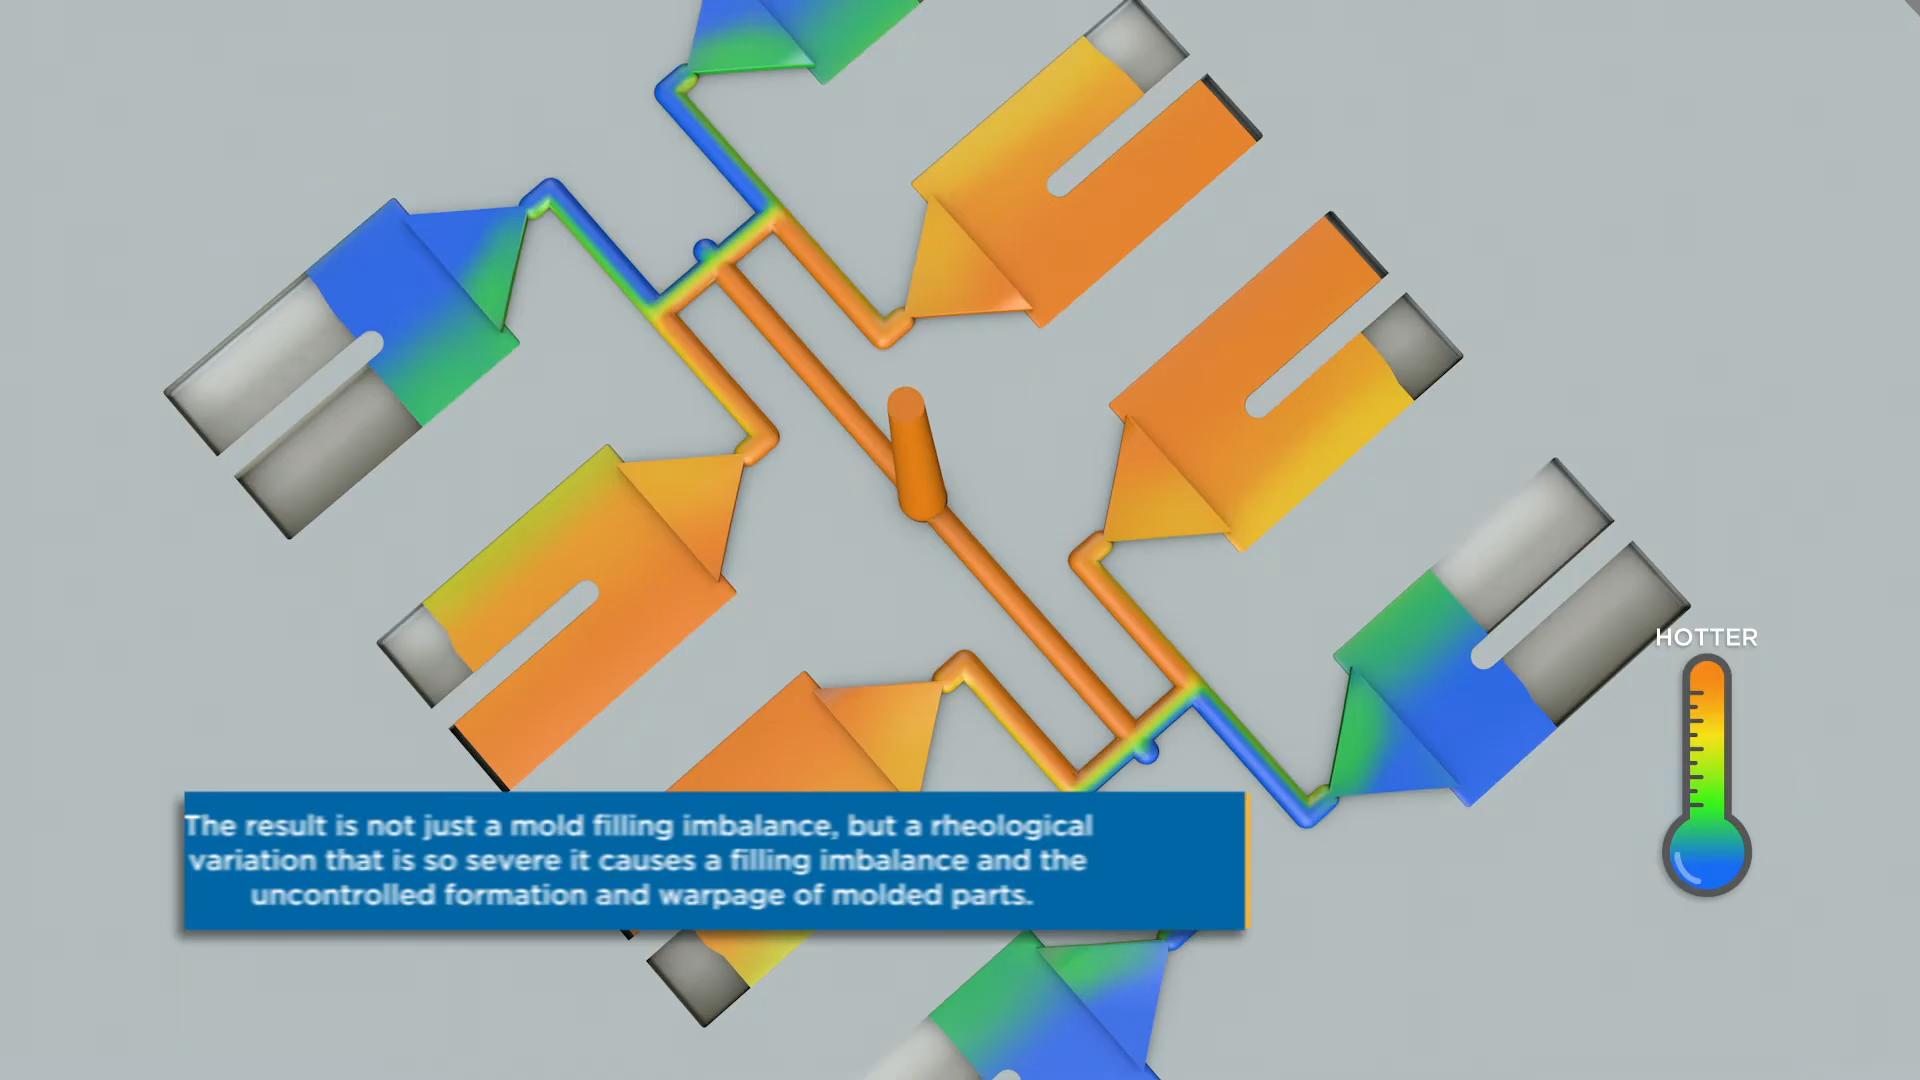 HOTTER
The result is not just a mold filling imbalance, but a rheological
variation that is so severe it causes a filling imbalance and the
uncontrolled formation and warpage of molded parts.